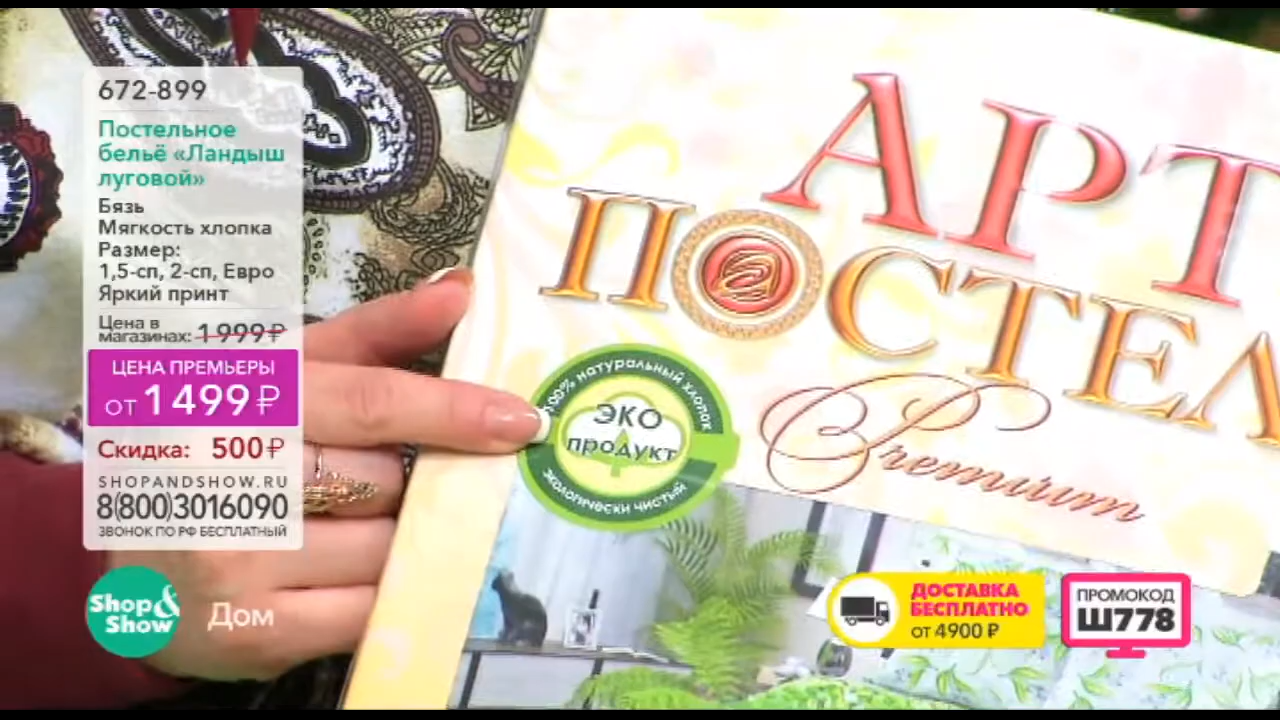 672-899
Постельное
бельё «Ландыш
луговой»
Бязь
Мягкость хлопка
Размер:
1,5-сп, 2-сп, Евро
Яркий принт
Цена в
магазинах: 1 999 ₽
ЦЕНА ПРЕМЬЕРЫ
от 1 499 ₽
Скидка: 500 ₽
SHOPANDSHOW.RU
8(800)3016090
ЗВОНОК ПО РФ БЕСПЛАТНЫЙ
Shop&
Show
Дом
АРТ
ПОСТЕЛ
Premium
100% НАТУРАЛЬНЫЙ ХЛОПОК
ЭКО
продукт
ЭКОЛОГИЧЕСКИ ЧИСТЫЙ
ДОСТАВКА
БЕСПЛАТНО
от 4900 ₽
ПРОМОКОД
Ш778